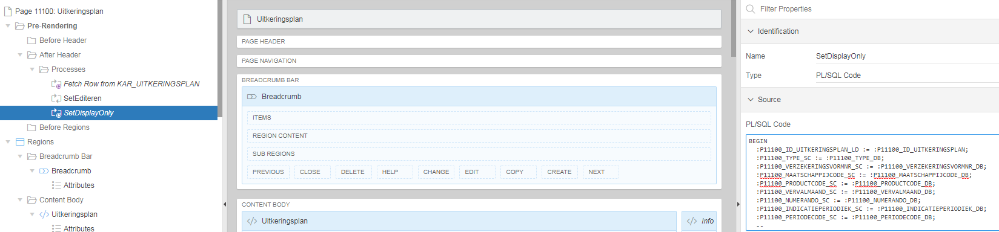 Page 11100: Uitkeringsplan
Pre-Rendering
Before Header
After Header
Processes
Fetch Row from KAR_UITKERINGSPLAN
SetEditeren
SetDisplayOnly
Before Regions
Regions
Breadcrumb Bar
Breadcrumb
Attributes
Content Body
Uitkeringsplan
Attributes
Uitkeringsplan
PAGE HEADER
PAGE NAVIGATION
BREADCRUMB BAR
Breadcrumb
ITEMS
REGION CONTENT
SUB REGIONS
PREVIOUS CLOSE DELETE HELP CHANGE EDIT COPY CREATE NEXT
CONTENT BODY
Uitkeringsplan Info
Filter Properties
Identification
Name SetDisplayOnly
Type PL/SQL Code
Source
PL/SQL Code
BEGIN
:P11100_ID_UITKERINGSPLAN_LD := :P11100_ID_UITKERINGSPLAN;
:P11100_TYPE_SC := :P11100_TYPE_DB;
:P11100_VERZEKERINGSVORMNR_SC := :P11100_VERZEKERINGSVORMNR_DB;
:P11100_MAATSCHAPPIJCODE_SC := :P11100_MAATSCHAPPIJCODE_DB;
:P11100_PRODUCTCODE_SC := :P11100_PRODUCTCODE_DB;
:P11100_VERVALMAAND_SC := :P11100_VERVALMAAND_DB;
:P11100_NUMERANDO_SC := :P11100_NUMERANDO_DB;
:P11100_INDICATIEPERIODIEK_SC := :P11100_INDICATIEPERIODIEK_DB;
:P11100_PERIODECODE_SC := :P11100_PERIODECODE_DB;
--